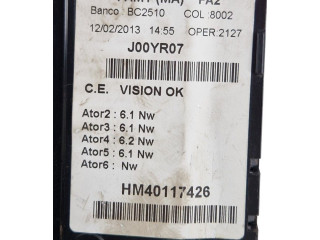 FA2
Banco BC2510 COL :8002
12/02/2013 14:55 OPER:2127
J00YR07
C.E. VISION OK
Ator2 : 6.1 Nw
Ator3 : 6.1 Nw
Ator4 : 6.2 Nw
Ator5 : 6.1 Nw
Ator6 : Nw
HM40117426